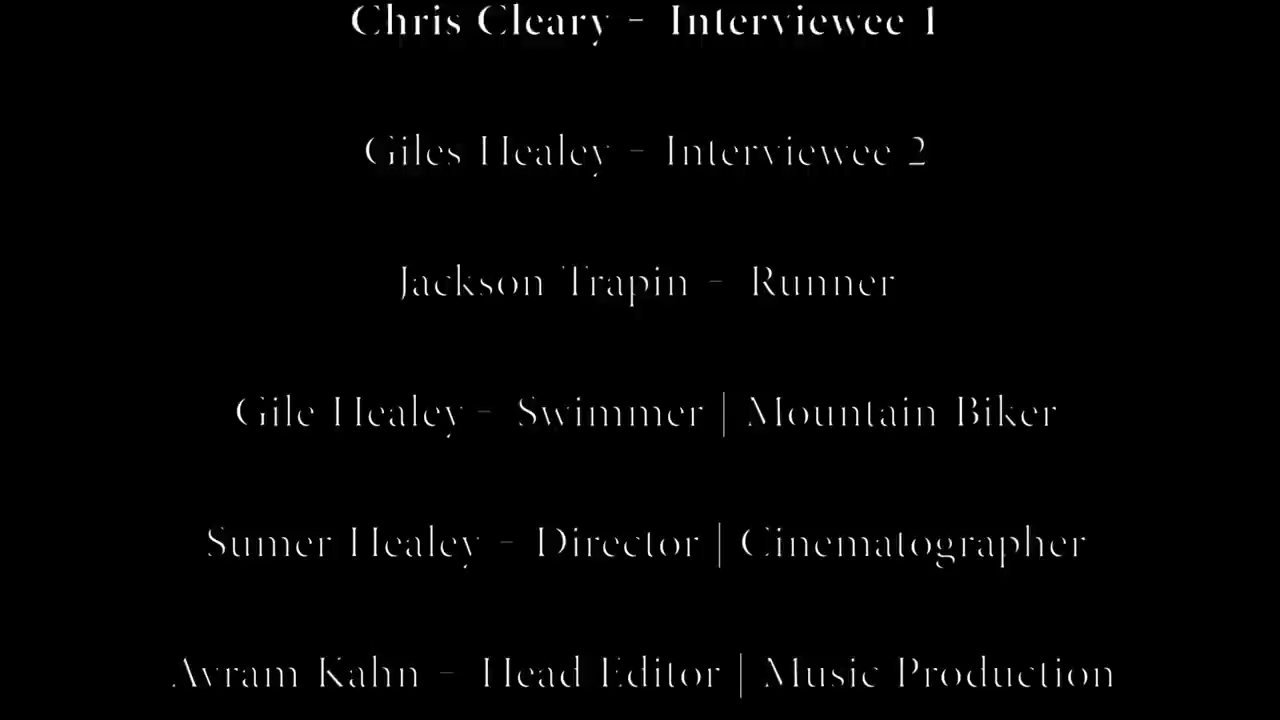 Chris Cleary - Interviewee 1
Giles Healey - Interviewee 2
Jackson Trapin - Runner
Gile Healey - Swimmer | Mountain Biker
Sumer Healey - Director | Cinematographer
Avram Kahn - Head Editor | Music Production